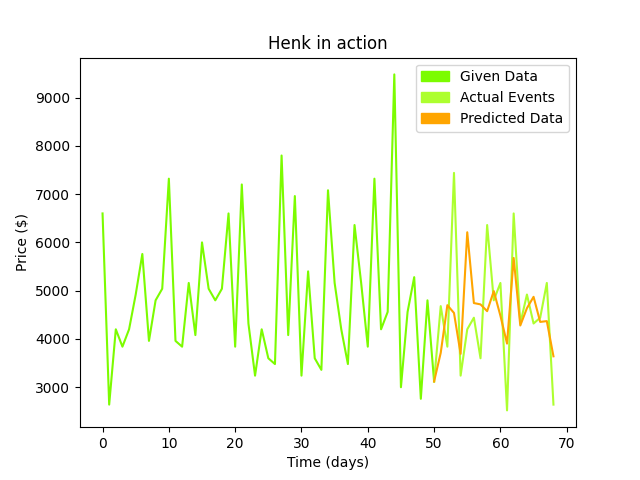 Henk in action
Given Data
Actual Events
Predicted Data
9000
8000
7000
6000
5000
4000
3000
Price ($)
0 10 20 30 40 50 60 70
Time (days)